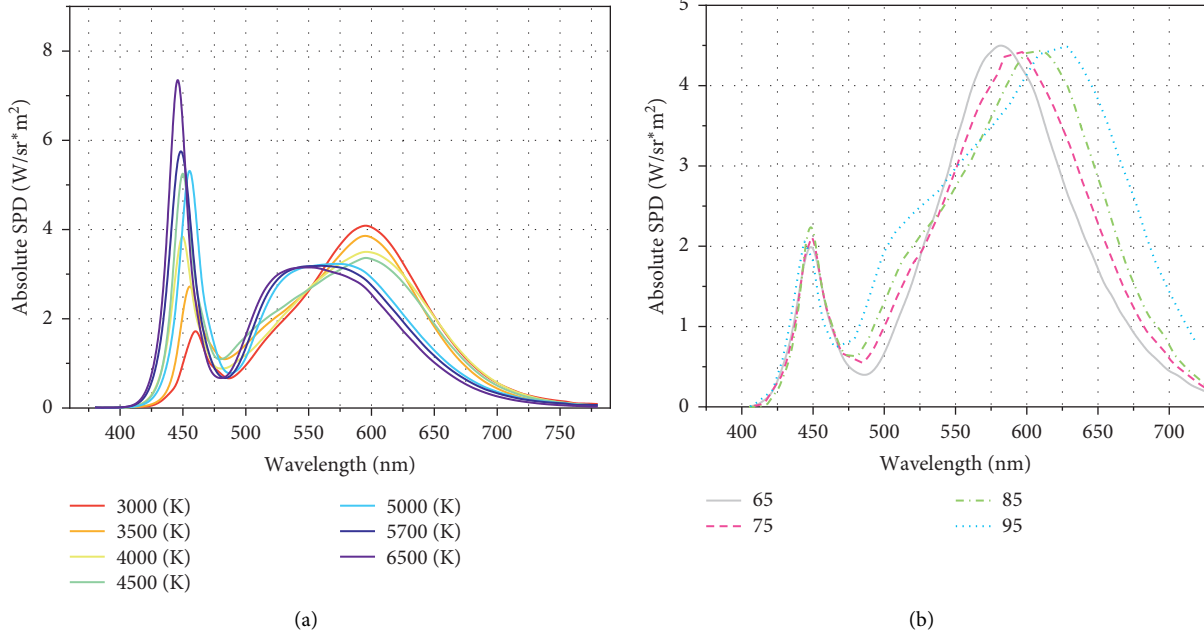 8
6
4
2
0
Absolute SPD (W/sr*m2)
400 450 500 550 600 650 700 750
Wavelength (nm)
3000 (K)
3500 (K)
4000 (K)
4500 (K)
5000 (K)
5700 (K)
6500 (K)
(a)
5
4
3
2
1
0
Absolute SPD (W/sr*m2)
400 450 500 550 600 650 700
Wavelength (nm)
65
75
85
95
(b)